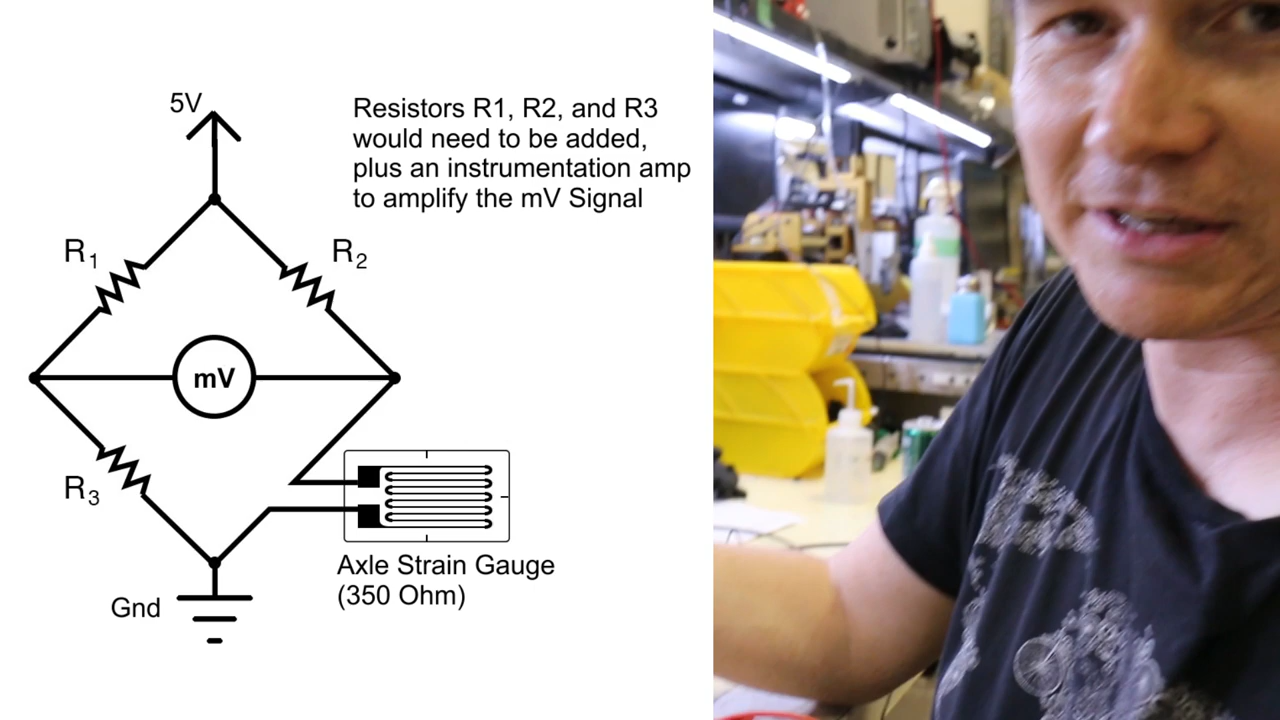 5V
Resistors R1, R2, and R3
would need to be added,
plus an instrumentation amp
to amplify the mV Signal
R1
R2
mV
R3
Axle Strain Gauge
(350 Ohm)
Gnd